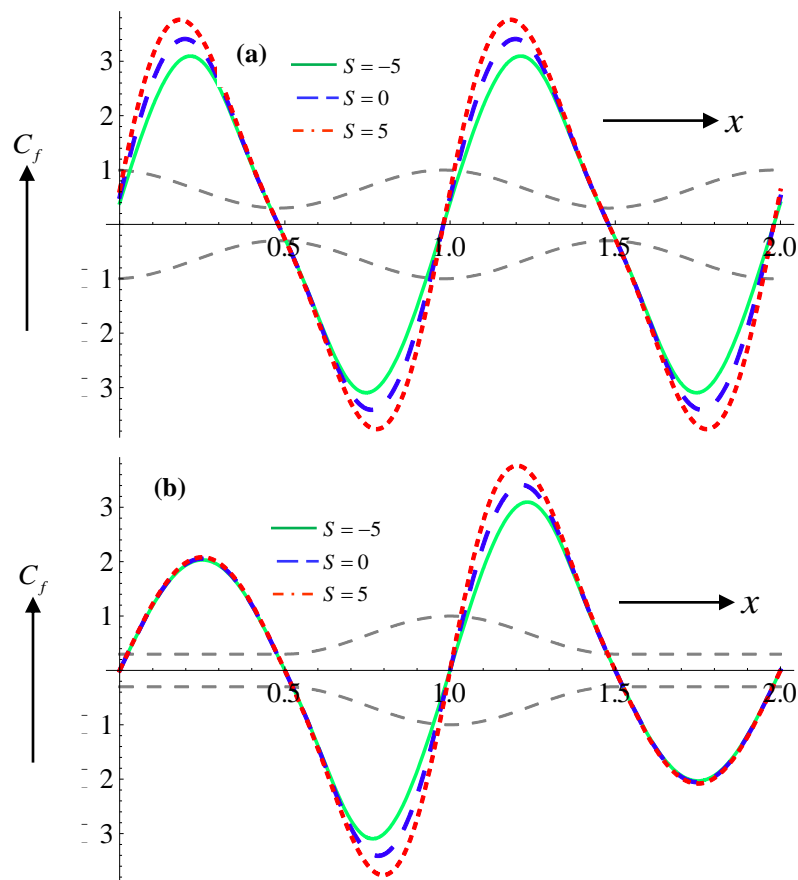 (a)
S = −5
S = 0
S = 5
C_f
x
3
2
1
0.5 1.0 1.5 2.0
− 1
− 2
− 3
(b)
S = −5
S = 0
S = 5
C_f
x
3
2
1
0.5 1.0 1.5 2.0
− 1
− 2
− 3